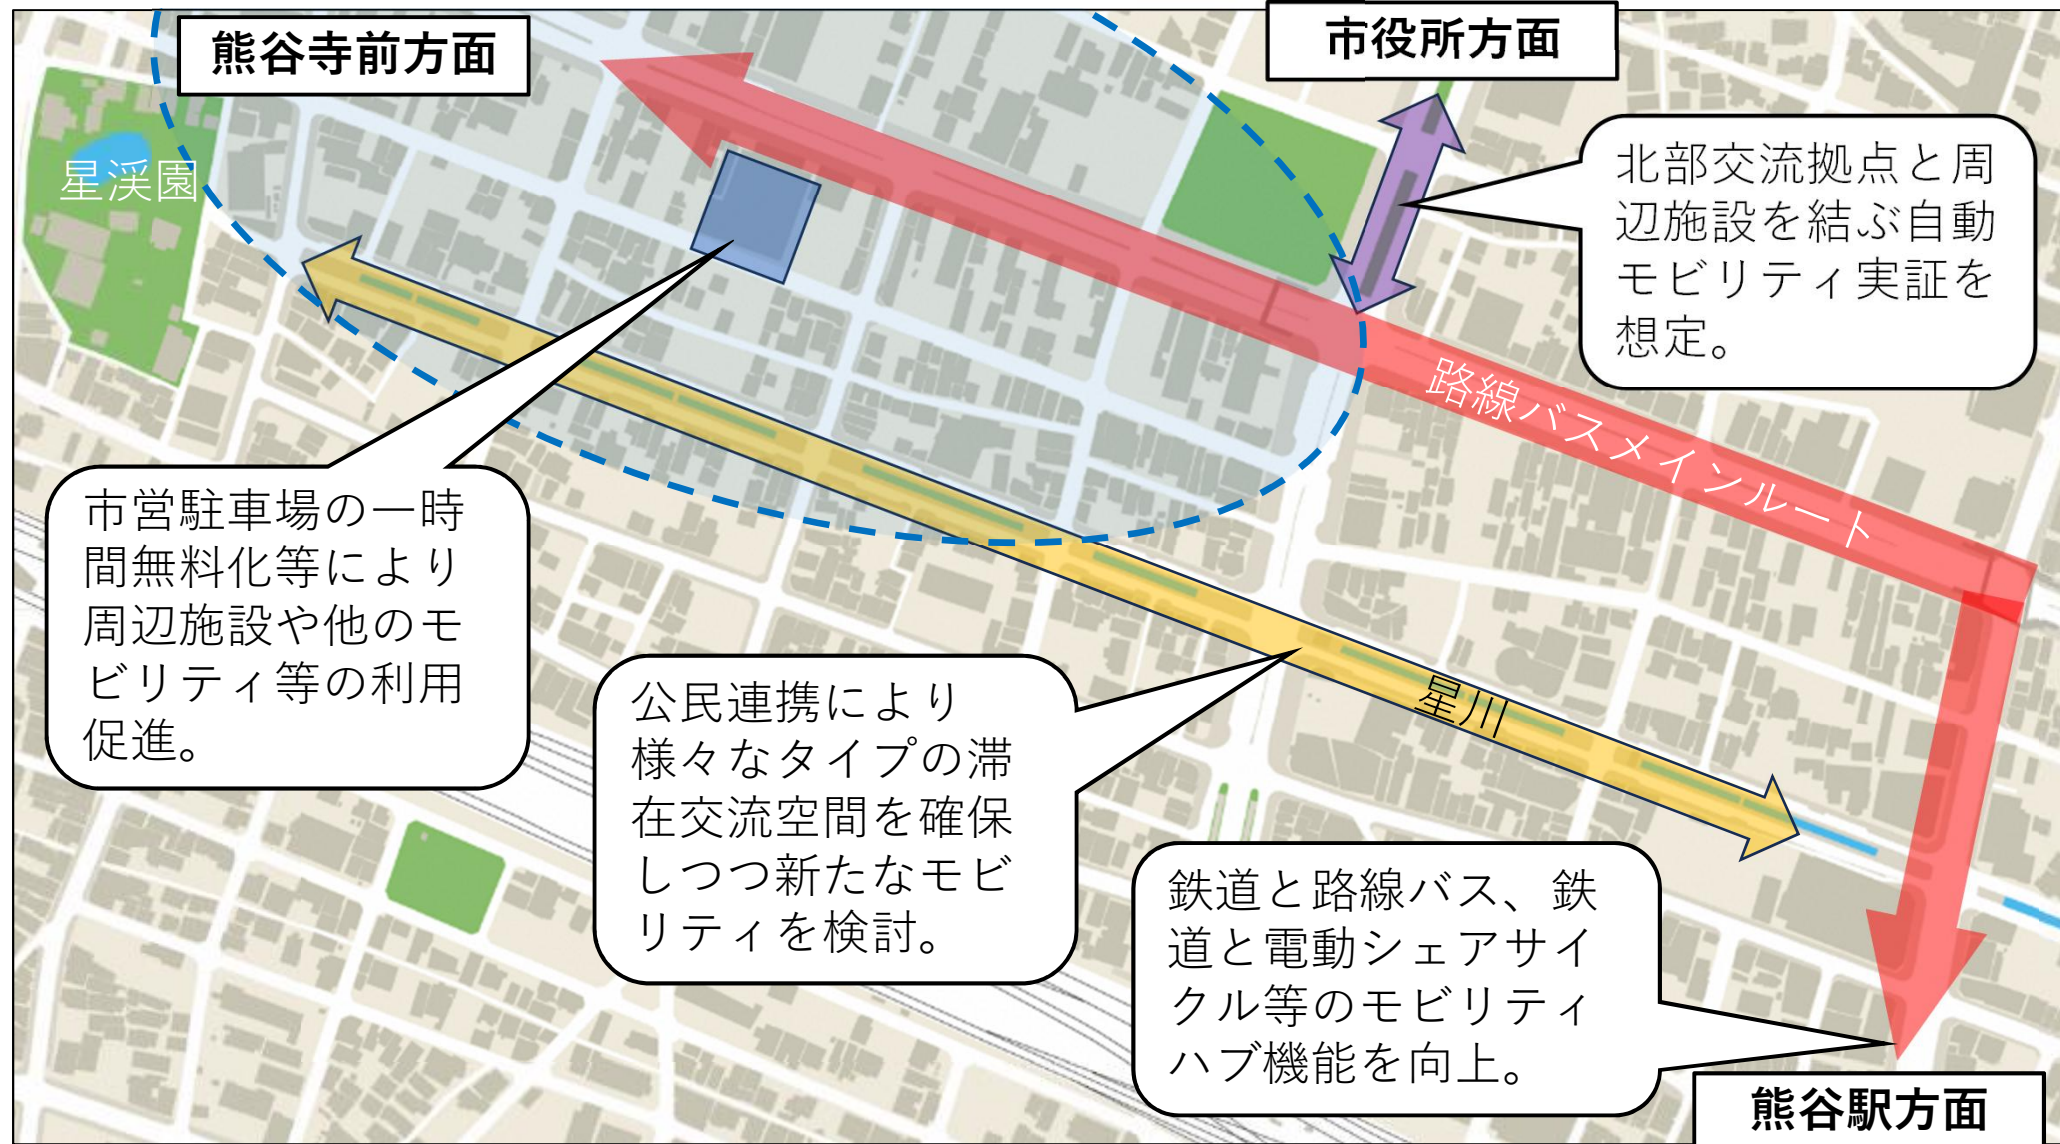 熊谷寺前方面
市役所方面
星渓園
北部交流拠点と周
辺施設を結ぶ自動
モビリティ実証を
想定。
路線バスメインルート
市営駐車場の一時
間無料化等により
周辺施設や他のモ
ビリティ等の利用
促進。
公民連携により
様々なタイプの滞
在交流空間を確保
しつつ新たなモビ
リティを検討。
星川
鉄道と路線バス、鉄
道と電動シェアサイ
クル等のモビリティ
ハブ機能を向上。
熊谷駅方面